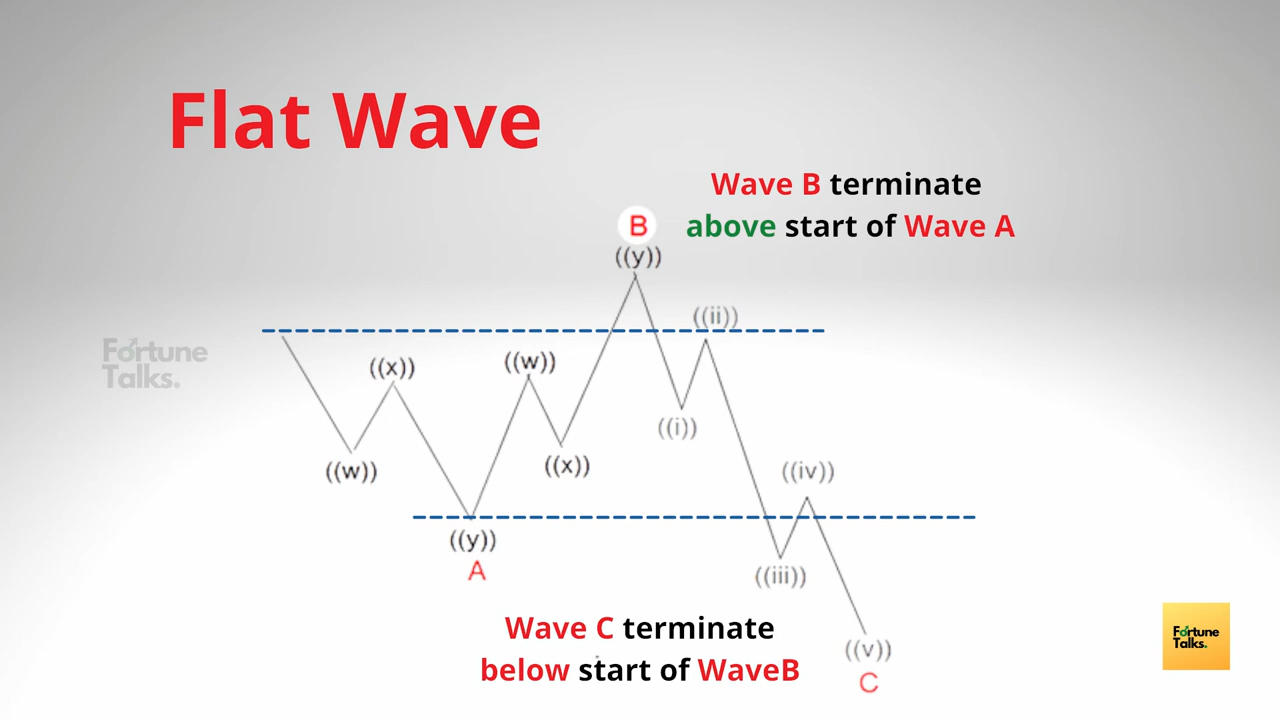 Flat Wave
Wave B terminate
above start of Wave A
B
((y))
((ii))
Fortune
Talks.
((x))
((w))
((i))
((w))
((x))
((iv))
((y))
A
((iii))
Wave C terminate
below start of WaveB
((v))
C
Fortune
Talks.